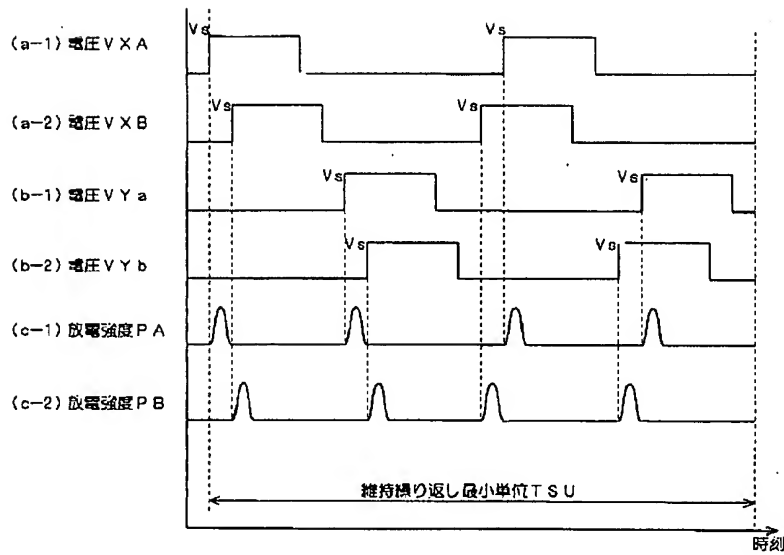 (a-1) 電圧VXA
Vs
Vs
(a-2) 電圧VXB
Vs
Vs
(b-1) 電圧VYa
Vs
Vs
(b-2) 電圧VYb
Vs
Vs
(c-1) 放電強度PA
(c-2) 放電強度PB
維持繰り返し最小単位TSU
時刻